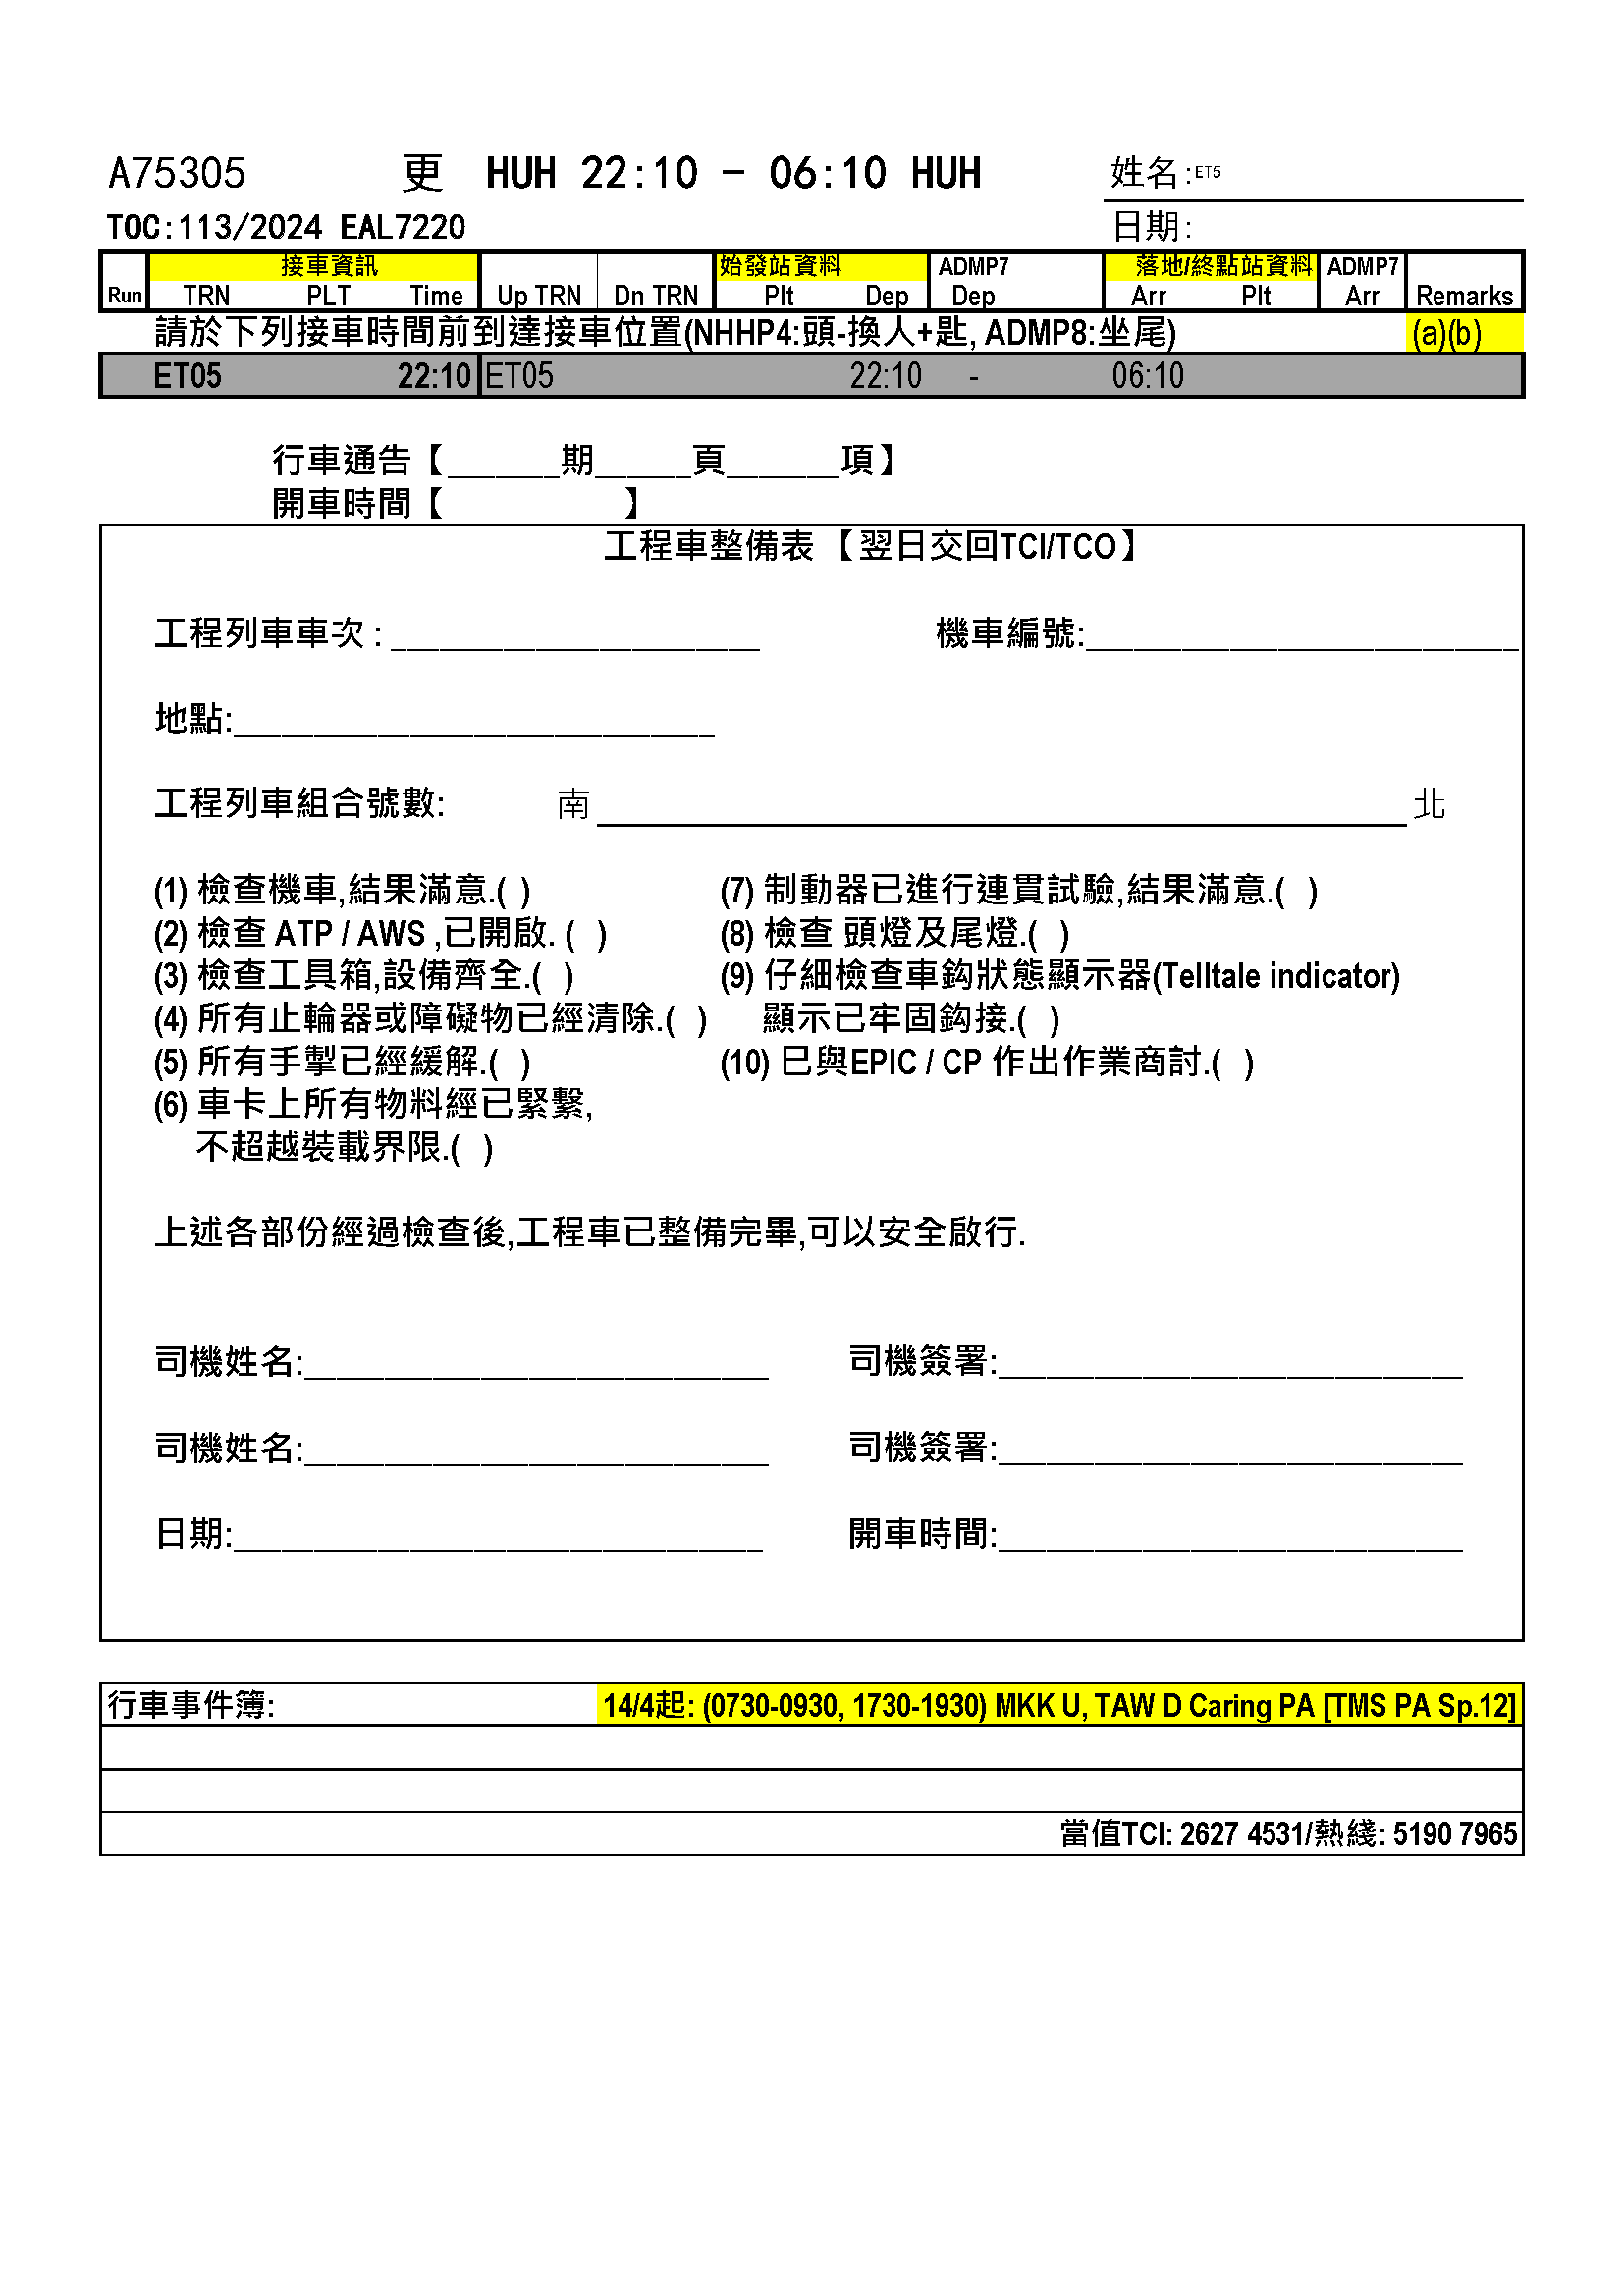 A75305 更 HUH 22:10 - 06:10 HUH 姓名:ET5
TOC:113/2024 EAL7220 日期:
接車資訊 始發站資料 ADMP7 落地/終點站資料 ADMP7
Run TRN PLT Time Up TRN Dn TRN Plt Dep Dep Arr Plt Arr Remarks
請於下列接車時間前到達接車位置(NHHP4:頭-換人+匙, ADMP8:坐尾) (a)(b)
ET05 22:10 ET05 22:10 - 06:10
行車通告【_______期______頁_______項】
開車時間【 】
工程車整備表 【翌日交回TCI/TCO】
工程列車車次 : _______________________ 機車編號:___________________________
地點:______________________________
工程列車組合號數: 南 北
(1) 檢查機車,結果滿意.( ) (7) 制動器已進行連貫試驗,結果滿意.( )
(2) 檢查 ATP / AWS ,已開啟. ( ) (8) 檢查 頭燈及尾燈.( )
(3) 檢查工具箱,設備齊全.( ) (9) 仔細檢查車鈎狀態顯示器(Telltale indicator)
(4) 所有止輪器或障礙物已經清除.( ) 顯示已牢固鈎接.( )
(5) 所有手掣已經緩解.( ) (10) 巳與EPIC / CP 作出作業商討.( )
(6) 車卡上所有物料經已緊繫,
不超越裝載界限.( )
上述各部份經過檢查後,工程車已整備完畢,可以安全啟行.
司機姓名:_____________________________ 司機簽署:_____________________________
司機姓名:_____________________________ 司機簽署:_____________________________
日期:_________________________________ 開車時間:_____________________________
行車事件簿: 14/4起: (0730-0930, 1730-1930) MKK U, TAW D Caring PA [TMS PA Sp.12]
當值TCI: 2627 4531/熱綫: 5190 7965